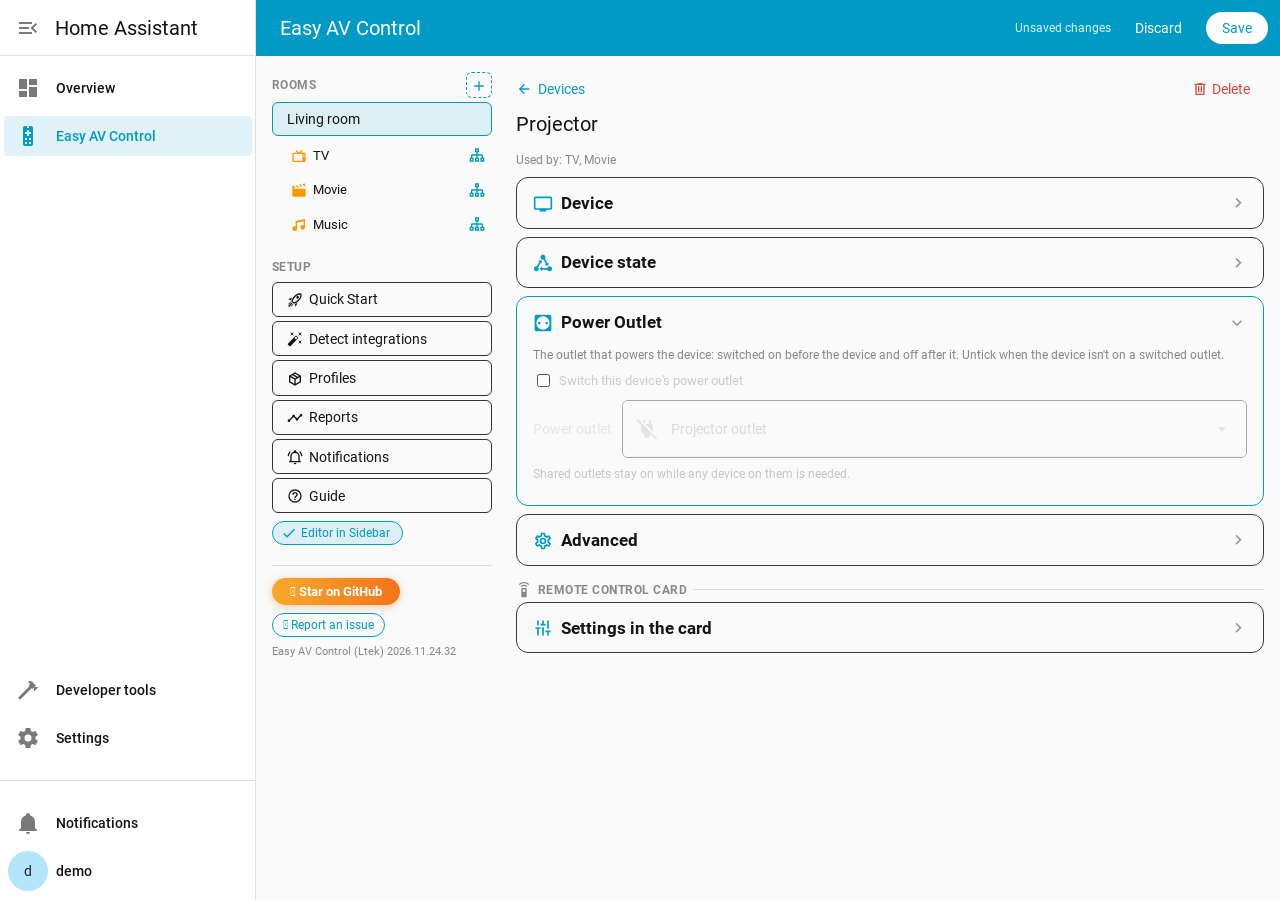 Home Assistant
Easy AV Control
Unsaved changes
Discard
Save
Overview
Easy AV Control
Developer tools
Settings
Notifications
d
demo
ROOMS
Living room
TV
Movie
Music
SETUP
Quick Start
Detect integrations
Profiles
Reports
Notifications
Guide
Editor in Sidebar
Star on GitHub
Report an issue
Easy AV Control (Ltek) 2026.11.24.32
Devices
Delete
Projector
Used by: TV, Movie
Device
Device state
Power Outlet
The outlet that powers the device: switched on before the device and off after it. Untick when the device isn't on a switched outlet.
Switch this device's power outlet
Power outlet
Projector outlet
Shared outlets stay on while any device on them is needed.
Advanced
REMOTE CONTROL CARD
Settings in the card